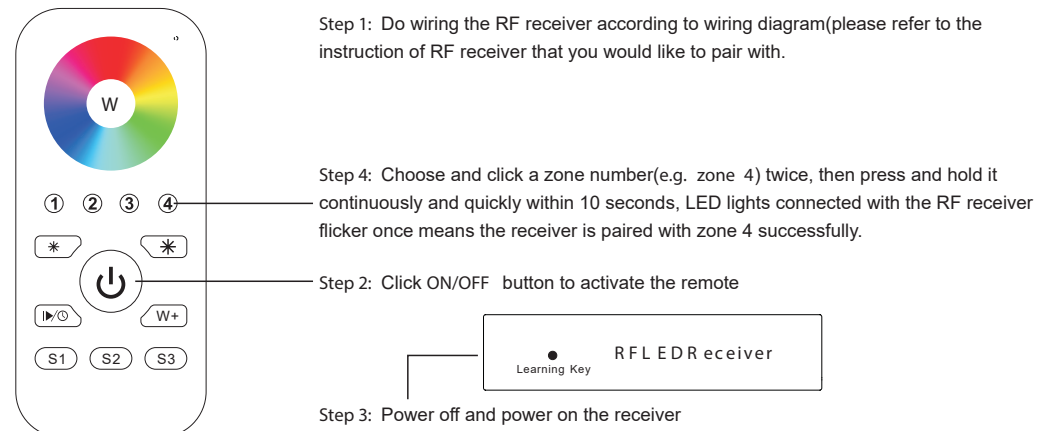 Step 1: Do wiring the RF receiver according to wiring diagram(please refer to the
instruction of RF receiver that you would like to pair with.
W
Step 4: Choose and click a zone number(e.g. zone 4) twice, then press and hold it
continuously and quickly within 10 seconds, LED lights connected with the RF receiver
flicker once means the receiver is paired with zone 4 successfully.
1 2 3 4
Step 2: Click ON/OFF button to activate the remote
W+
S1 S2 S3
RFLEDReceiver
Learning Key
Step 3: Power off and power on the receiver